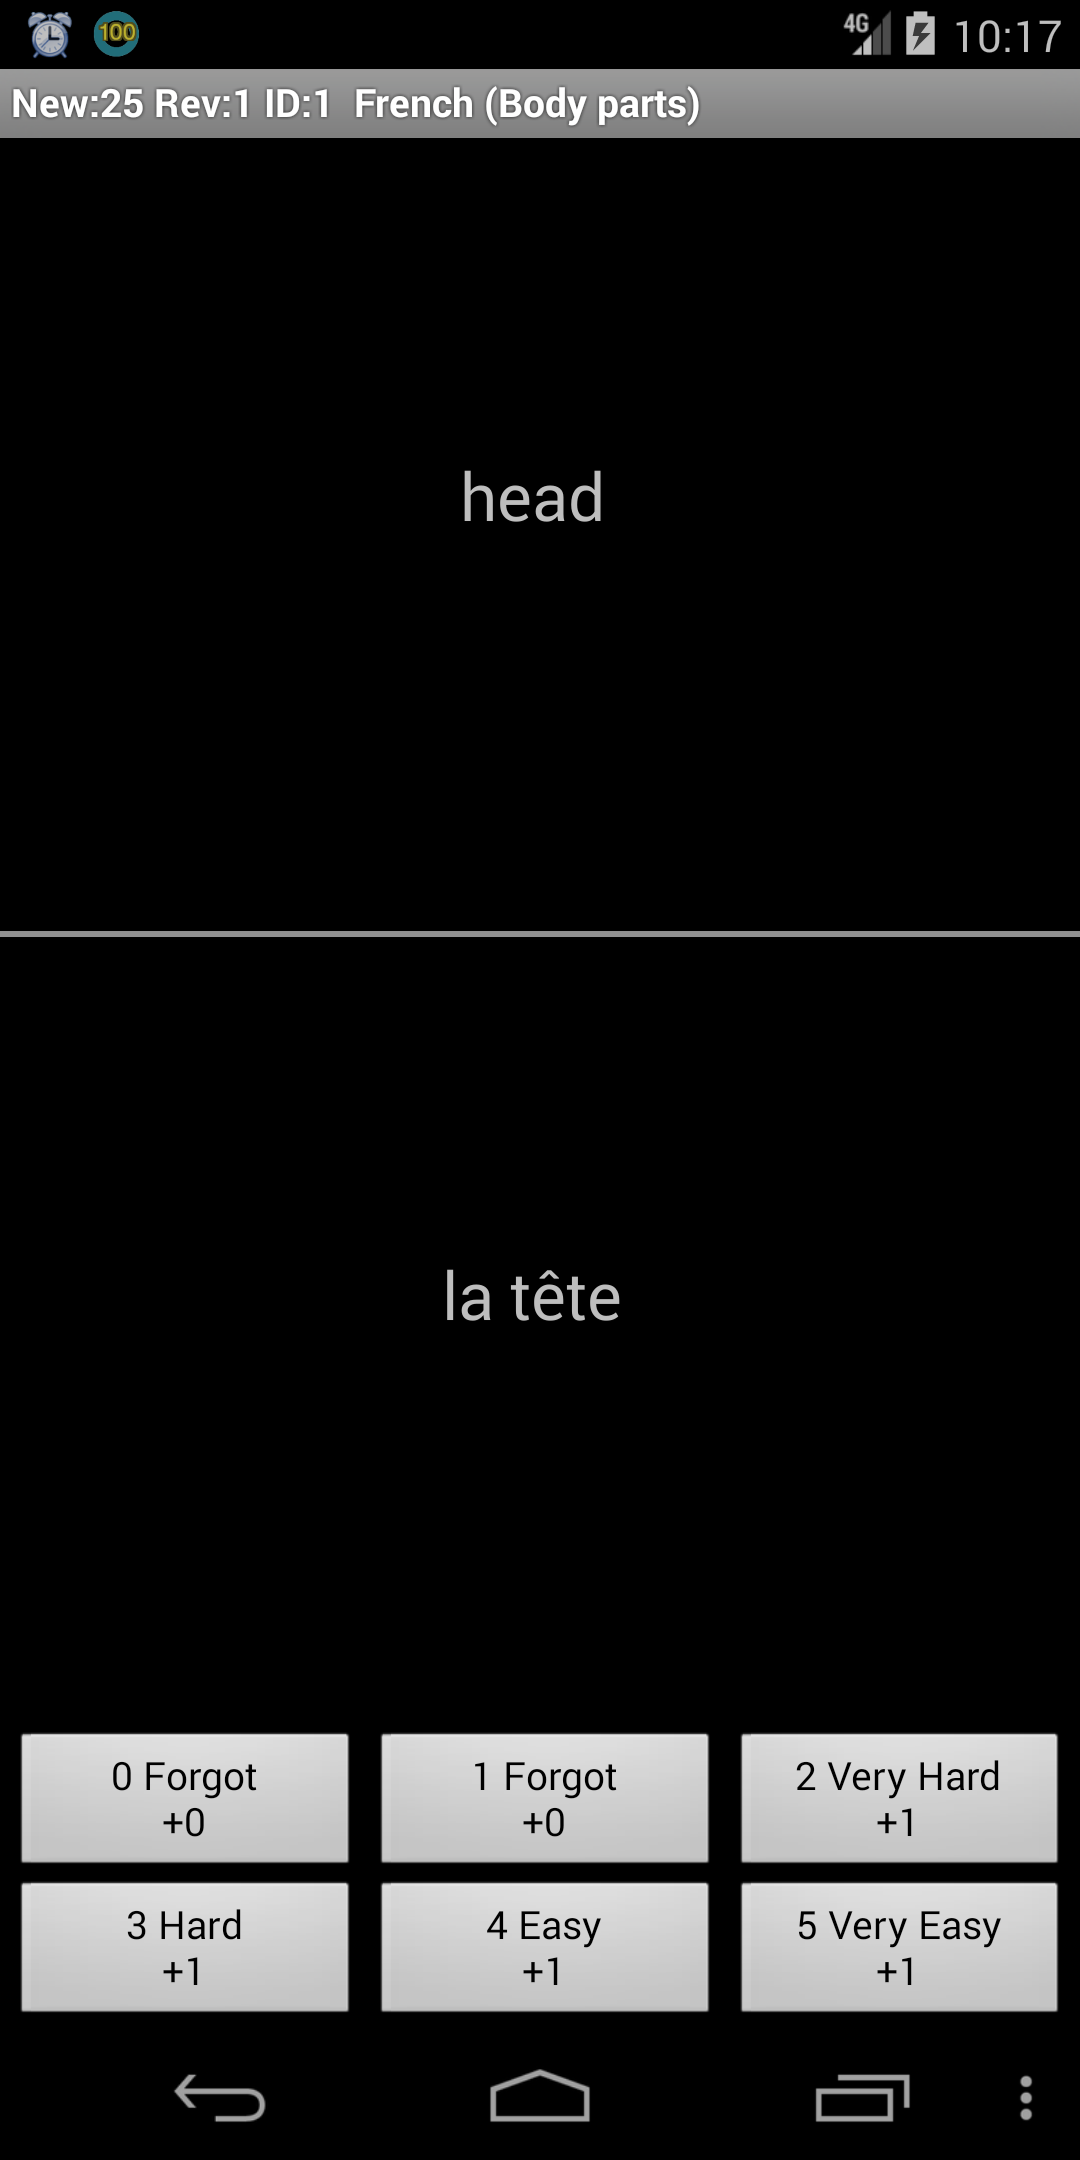 100
4G
10:17
New:25 Rev:1 ID:1  French (Body parts)
head
la tête
0 Forgot
+0
1 Forgot
+0
2 Very Hard
+1
3 Hard
+1
4 Easy
+1
5 Very Easy
+1